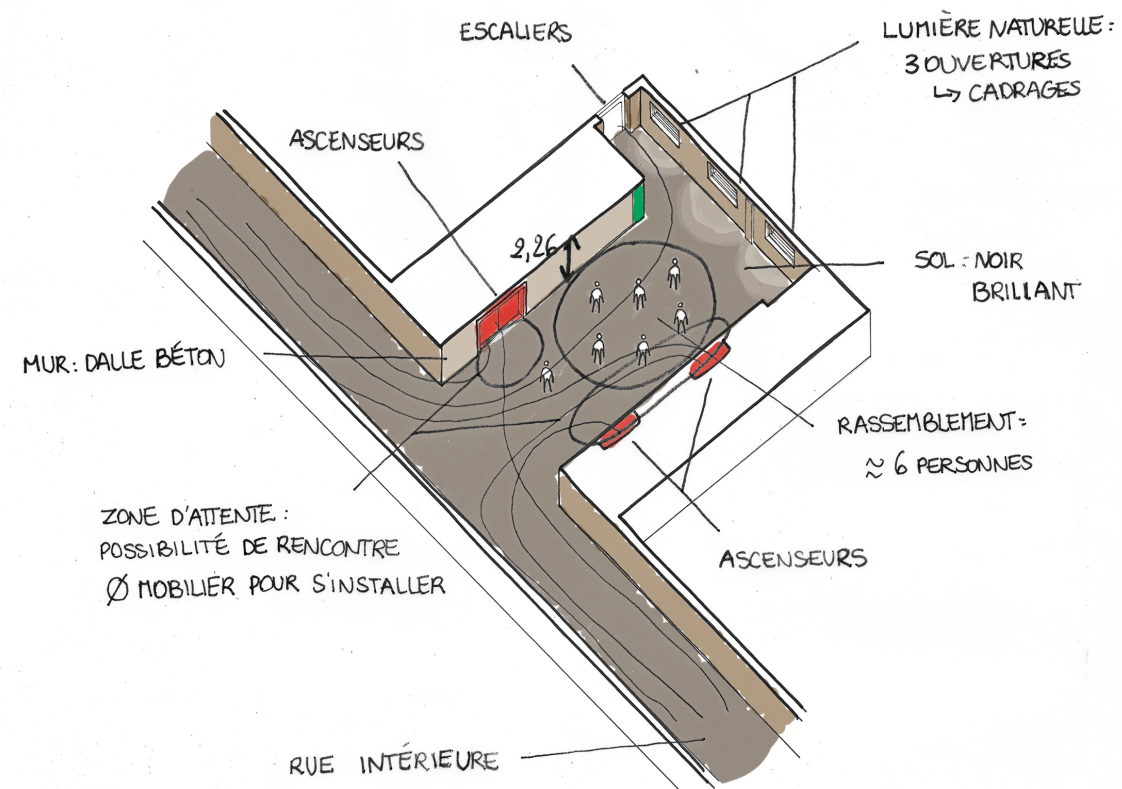 ESCALIERS
LUMIÈRE NATURELLE :
3 OUVERTURES
↳ CADRAGES
ASCENSEURS
2,26
SOL : NOIR
BRILLANT
MUR : DALLE BÉTON
RASSEMBLEMENT :
≈ 6 PERSONNES
ZONE D'ATTENTE :
POSSIBILITÉ DE RENCONTRE
Ø MOBILIER POUR S'INSTALLER
ASCENSEURS
RUE INTÉRIEURE